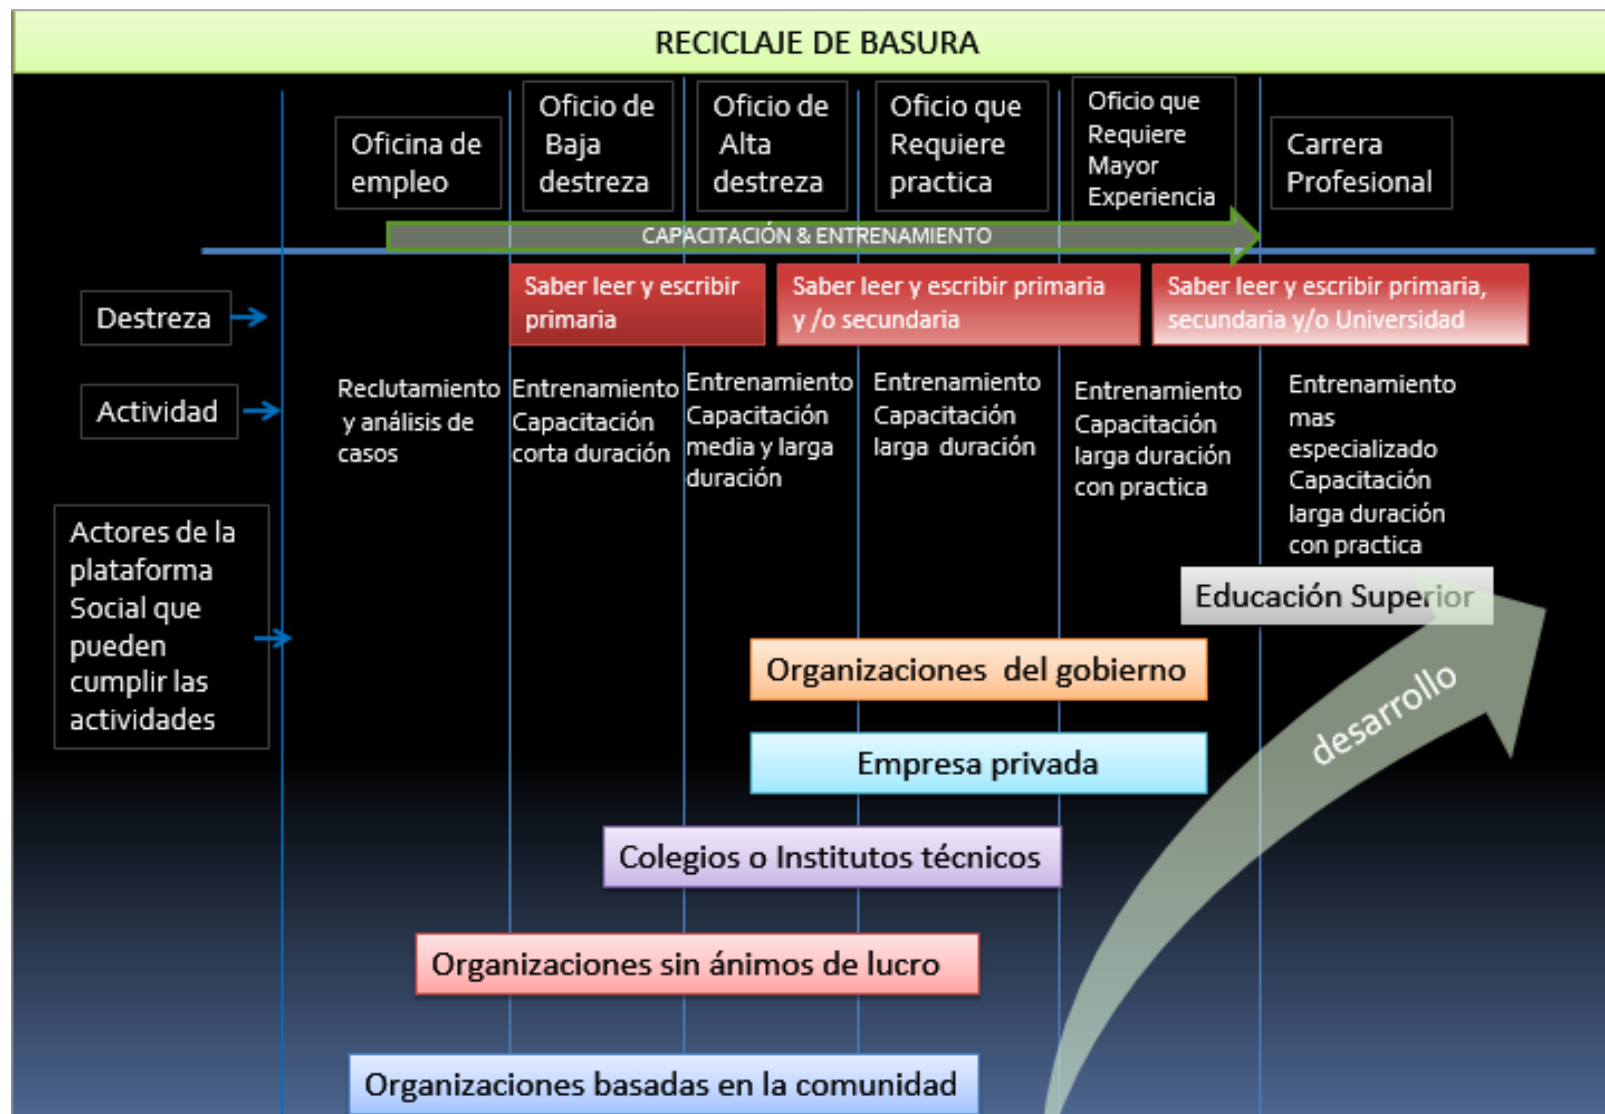 RECICLAJE DE BASURA
Oficina de
empleo
Oficio de
Baja
destreza
Oficio de
Alta
destreza
Oficio que
Requiere
practica
Oficio que
Requiere
Mayor
Experiencia
Carrera
Profesional
CAPACITACIÓN & ENTRENAMIENTO
Destreza
Saber leer y escribir
primaria
Saber leer y escribir primaria
y /o secundaria
Saber leer y escribir primaria,
secundaria y/o Universidad
Actividad
Reclutamiento
y análisis de
casos
Entrenamiento
Capacitación
corta duración
Entrenamiento
Capacitación
media y larga
duración
Entrenamiento
Capacitación
larga duración
Entrenamiento
Capacitación
larga duración
con practica
Entrenamiento
mas
especializado
Capacitación
larga duración
con practica
Actores de la
plataforma
Social que
pueden
cumplir las
actividades
Educación Superior
Organizaciones del gobierno
desarrollo
Empresa privada
Colegios o Institutos técnicos
Organizaciones sin ánimos de lucro
Organizaciones basadas en la comunidad